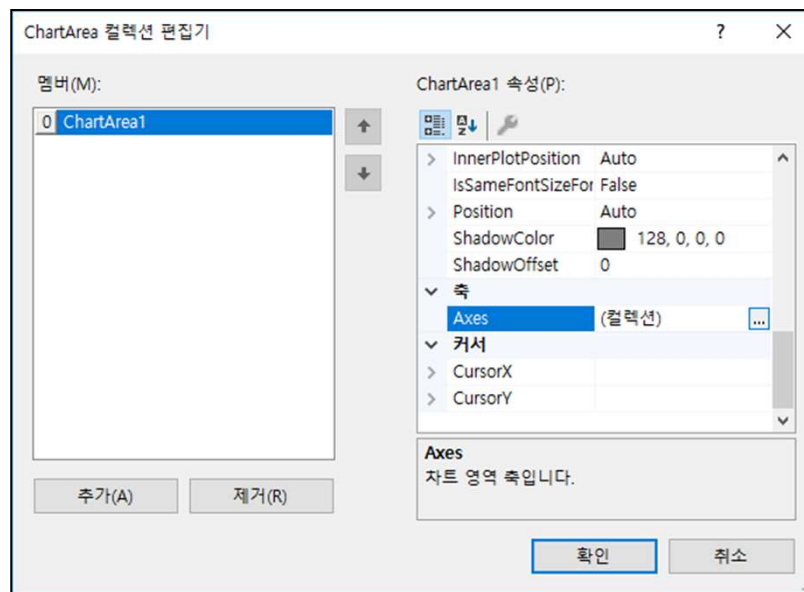 ChartArea 컬렉션 편집기 ? ×
멤버(M):
0 ChartArea1
추가(A) 제거(R)
ChartArea1 속성(P):
InnerPlotPosition Auto
IsSameFontSizeFor False
Position Auto
ShadowColor 128, 0, 0, 0
ShadowOffset 0
축
Axes (컬렉션) ...
커서
CursorX
CursorY
Axes
차트 영역 축입니다.
확인 취소